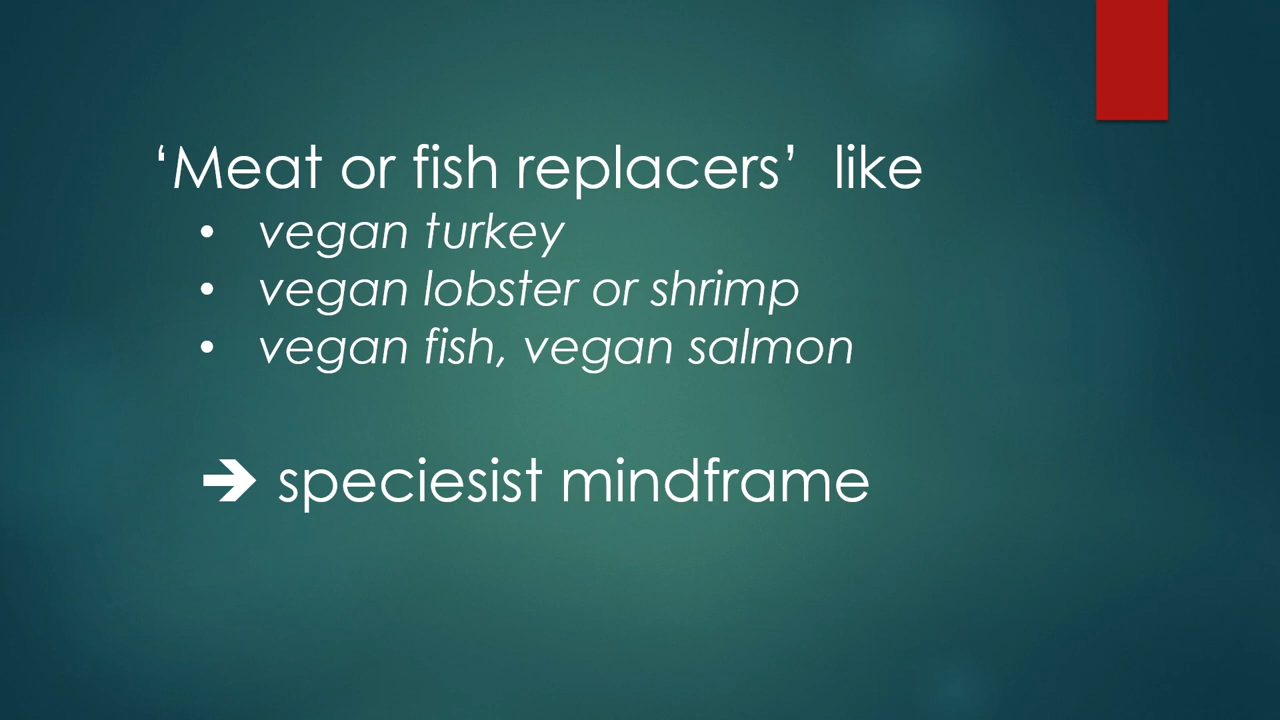 ‘Meat or fish replacers’ like
• vegan turkey
• vegan lobster or shrimp
• vegan fish, vegan salmon
➔ speciesist mindframe